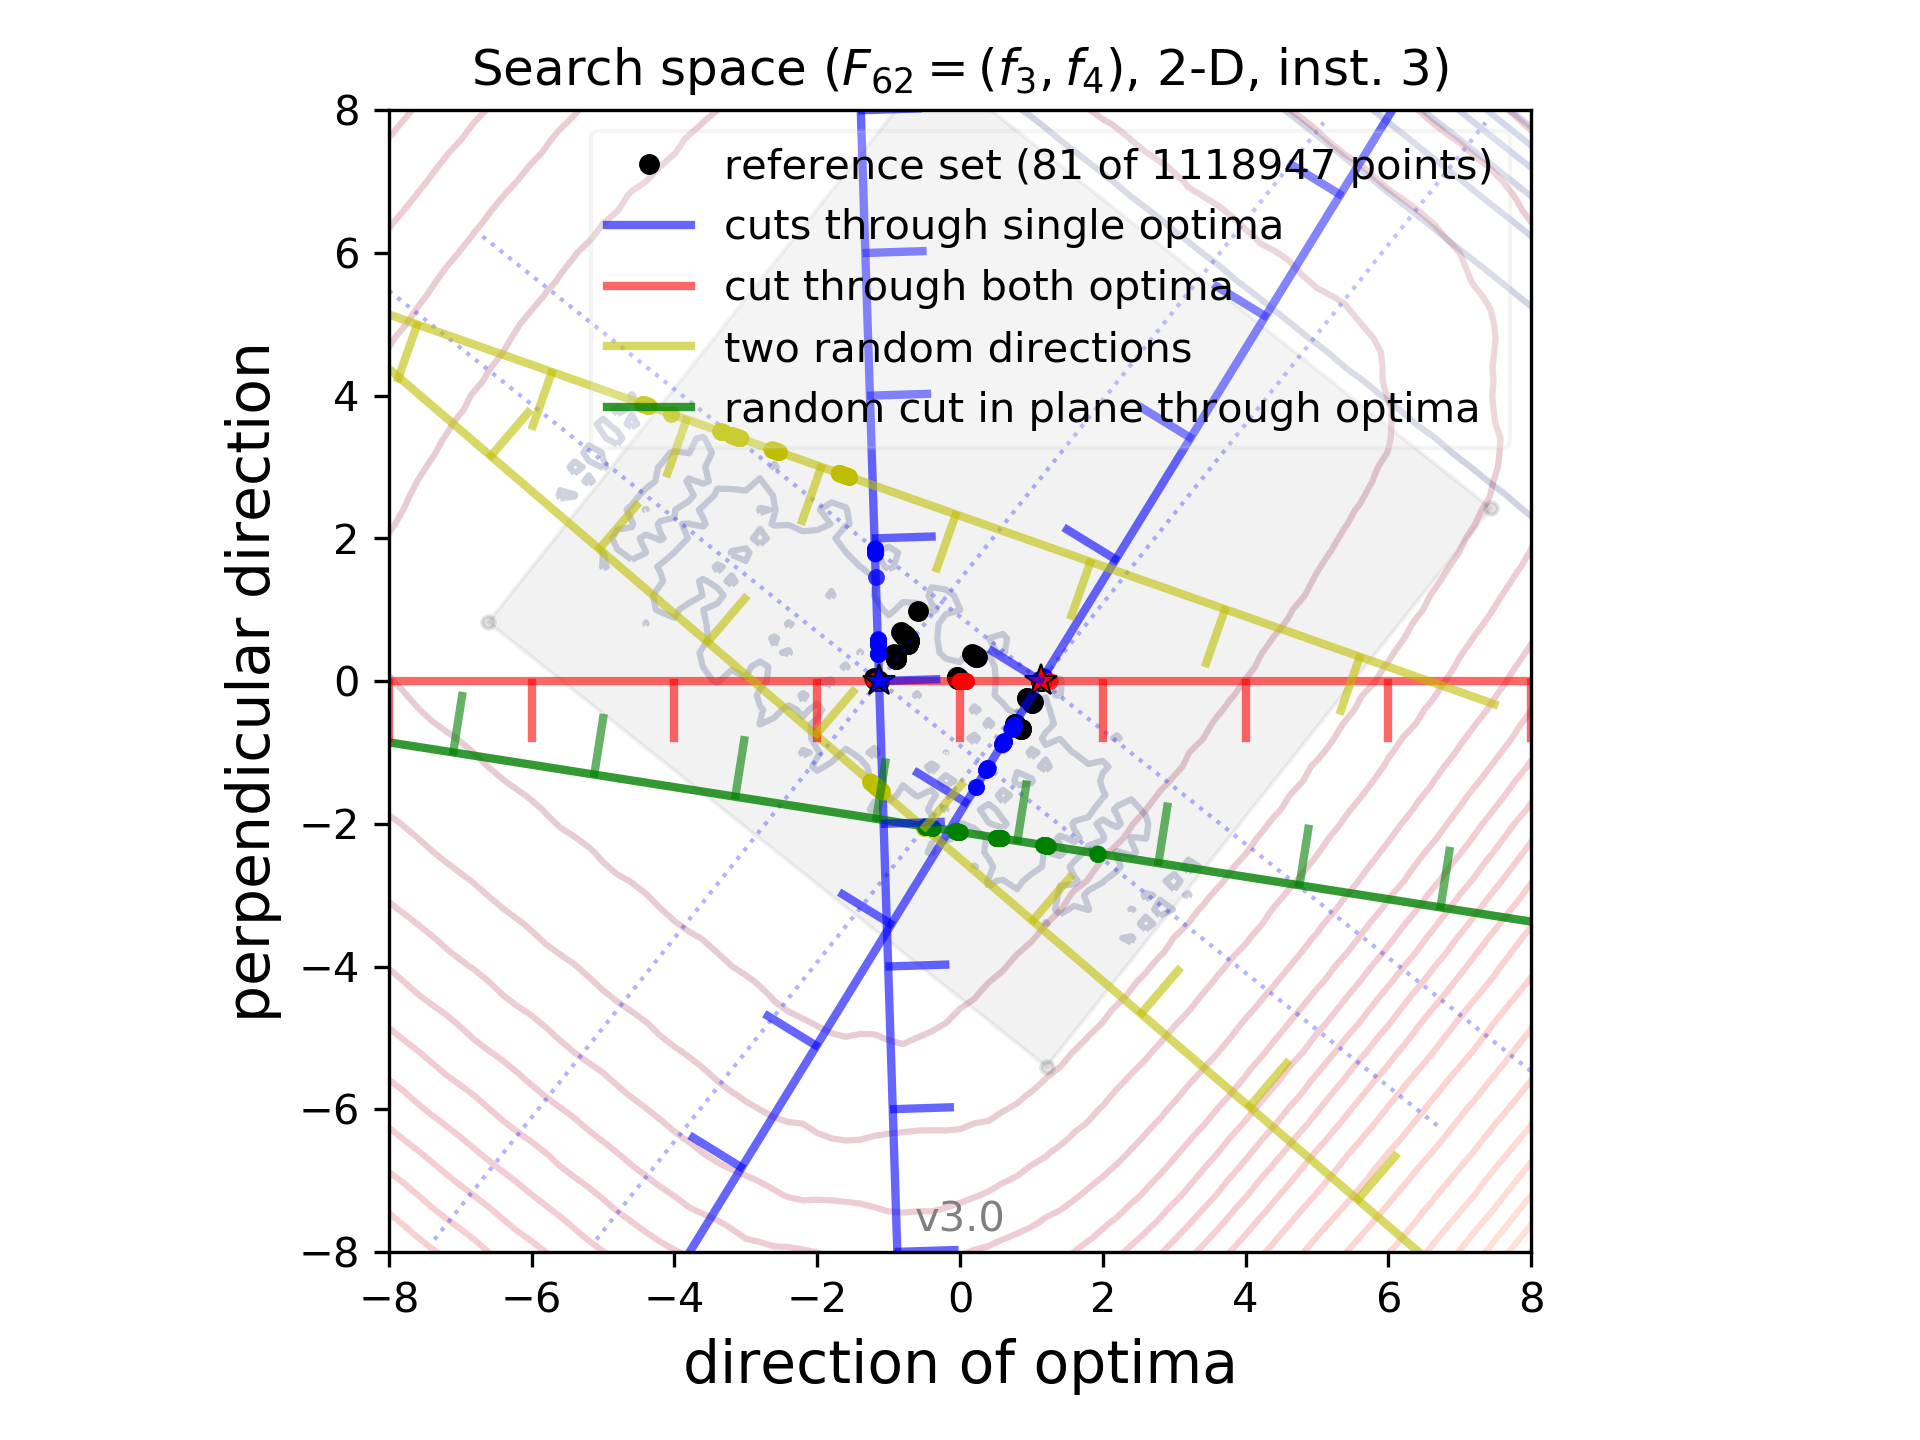 Search space (F₆₂ = (f₃, f₄), 2-D, inst. 3)
reference set (81 of 1118947 points)
cuts through single optima
cut through both optima
two random directions
random cut in plane through optima
perpendicular direction
8
6
4
2
0
−2
−4
−6
−8
v3.0
−8 −6 −4 −2 0 2 4 6 8
direction of optima